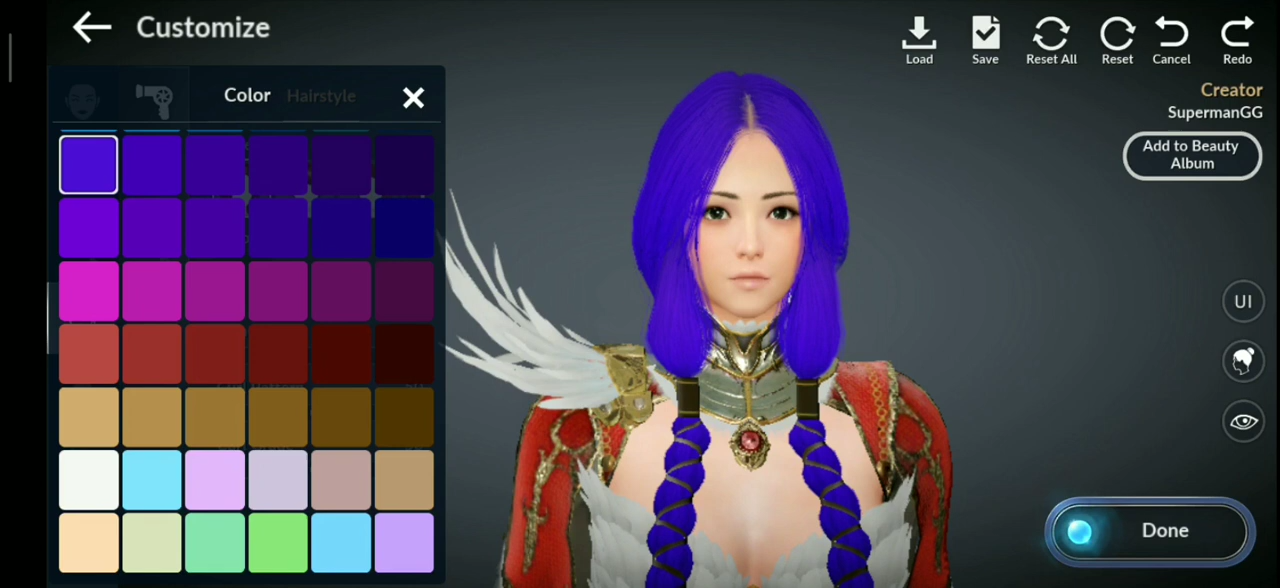 Customize
Load
Save
Reset All
Reset
Cancel
Redo
Color
Hairstyle
Creator
SupermanGG
Add to Beauty
Album
UI
Done